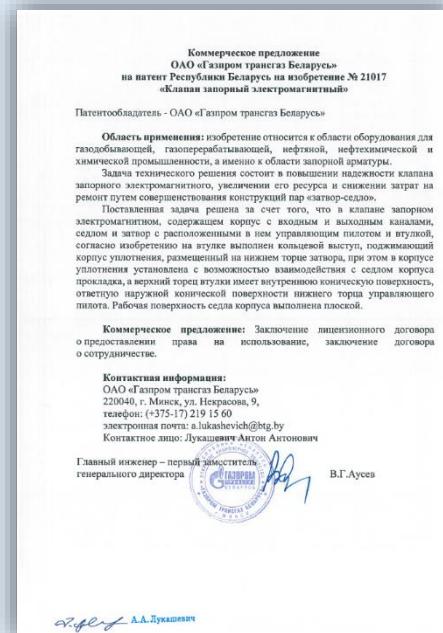 Коммерческое предложение
ОАО «Газпром трансгаз Беларусь»
на патент Республики Беларусь на изобретение № 21017
«Клапан запорный электромагнитный»
Патентообладатель - ОАО «Газпром трансгаз Беларусь»
Область применения: изобретение относится к области оборудования для
газодобывающей, газоперерабатывающей, нефтяной, нефтехимической и
химической промышленности, а именно к области запорной арматуры.
Задача технического решения состоит в повышении надежности клапана
запорного электромагнитного, увеличении его ресурса и снижении затрат на
ремонт путем совершенствования конструкций пар «затвор-седло».
Поставленная задача решена за счет того, что в клапане запорном
электромагнитном, содержащем корпус с входным и выходным каналами,
седлом и затвор с расположенными в нем управляющим пилотом и втулкой,
согласно изобретению на втулке выполнен кольцевой выступ, поджимающий
корпус уплотнения, размещенный на нижнем торце затвора, при этом в корпусе
уплотнения установлена с возможностью взаимодействия с седлом корпуса
прокладка, а верхний торец втулки имеет внутреннюю коническую поверхность,
ответную наружной конической поверхности нижнего торца управляющего
пилота. Рабочая поверхность седла корпуса выполнена плоской.
Коммерческое предложение: Заключение лицензионного договора
о предоставлении права на использование, заключение договора
о сотрудничестве.
Контактная информация:
ОАО «Газпром трансгаз Беларусь»
220040, г. Минск, ул. Некрасова, 9,
телефон: (+375-17) 219 15 60
электронная почта: a.lukashevich@btg.by
Контактное лицо: Лукашевич Антон Антонович
Главный инженер – первый заместитель
генерального директора В.Г.Аусев
ГАЗПРОМ
А.А.Лукашевич